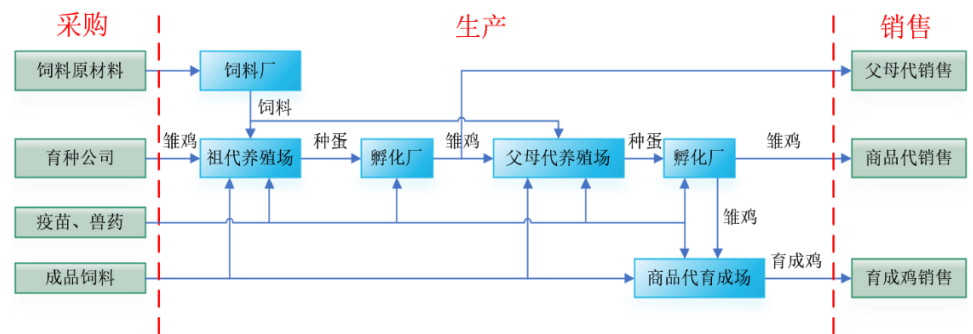 采购
生产
销售
饲料原材料
饲料厂
父母代销售
饲料
雏鸡
种蛋
雏鸡
种蛋
雏鸡
育种公司
祖代养殖场
孵化厂
父母代养殖场
孵化厂
商品代销售
疫苗、兽药
雏鸡
成品饲料
商品代育成场
育成鸡
育成鸡销售